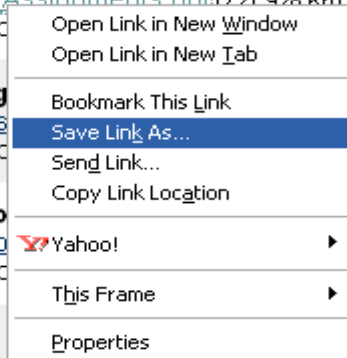 Open Link in New Window
Open Link in New Tab
Bookmark This Link
Save Link As...
Send Link...
Copy Link Location
Y! Yahoo!
This Frame
Properties